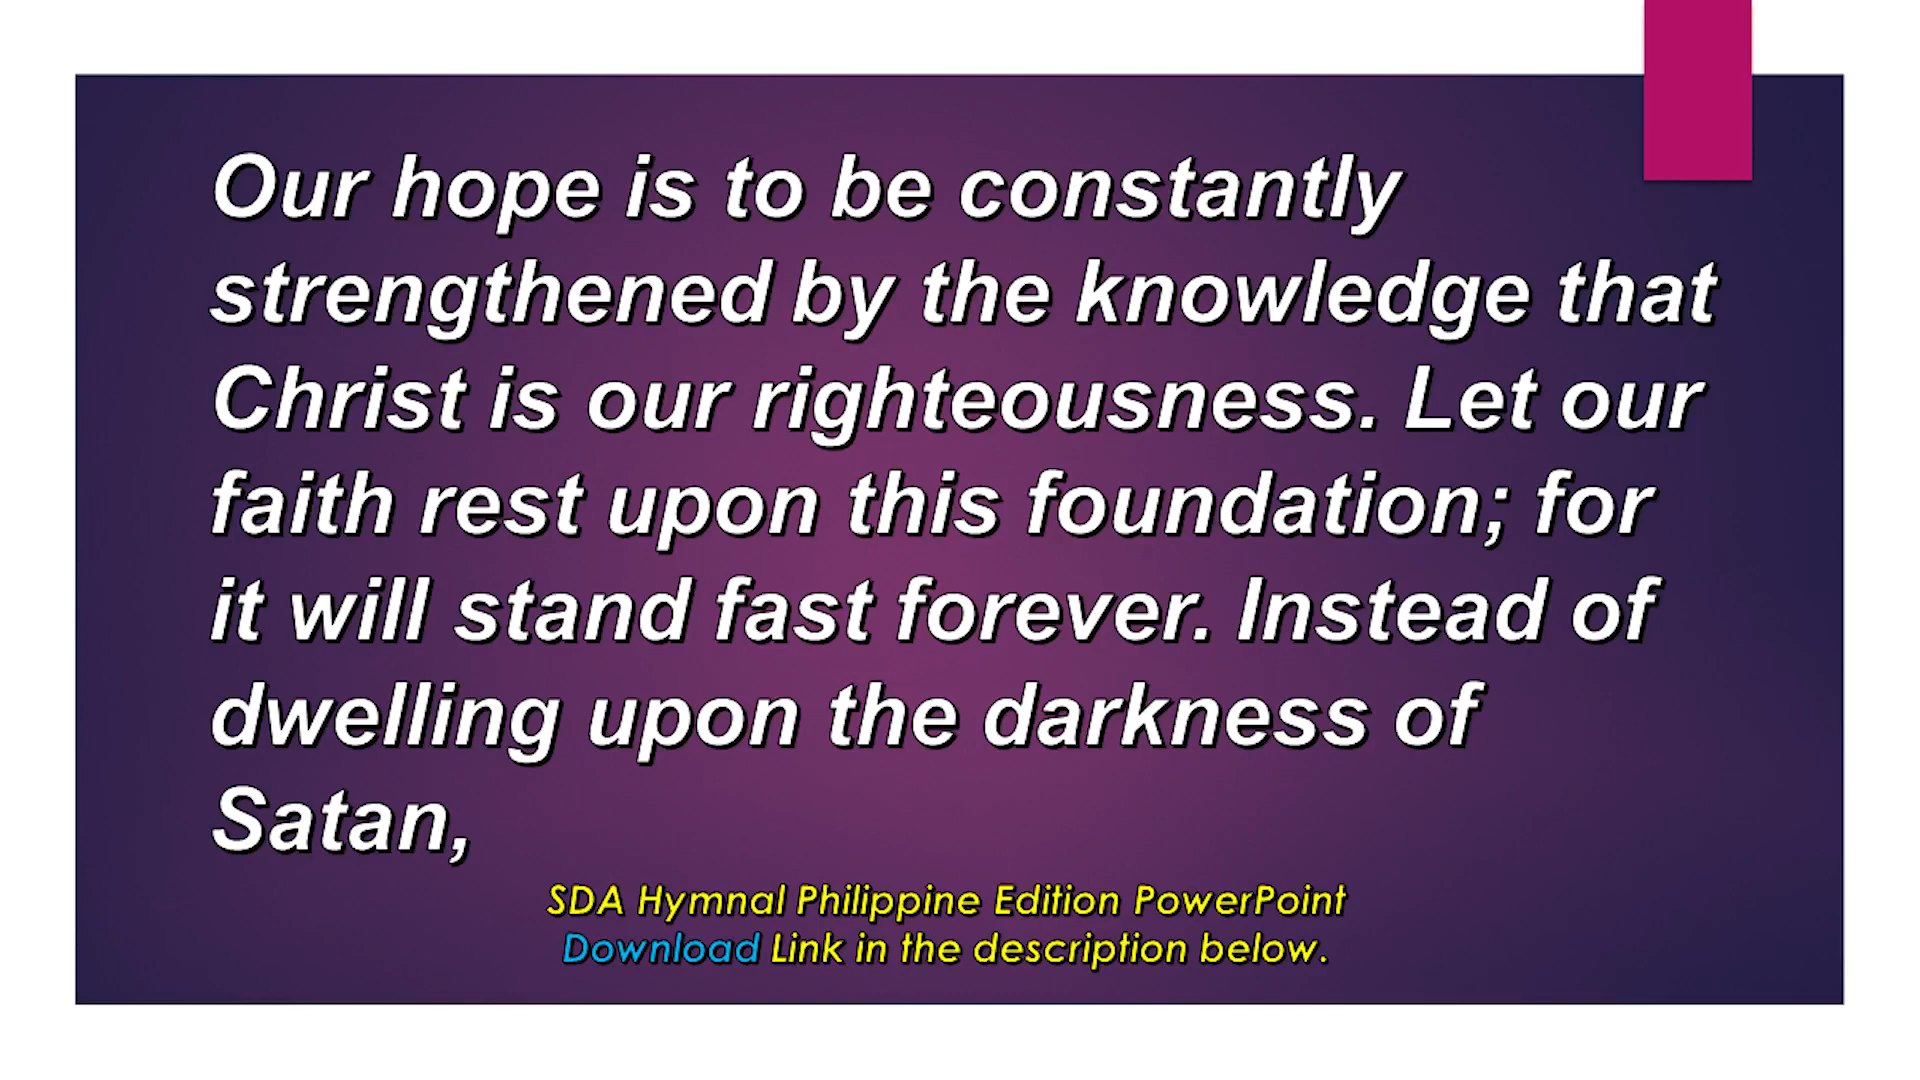 Our hope is to be constantly
strengthened by the knowledge that
Christ is our righteousness. Let our
faith rest upon this foundation; for
it will stand fast forever. Instead of
dwelling upon the darkness of
Satan,
SDA Hymnal Philippine Edition PowerPoint
Download Link in the description below.